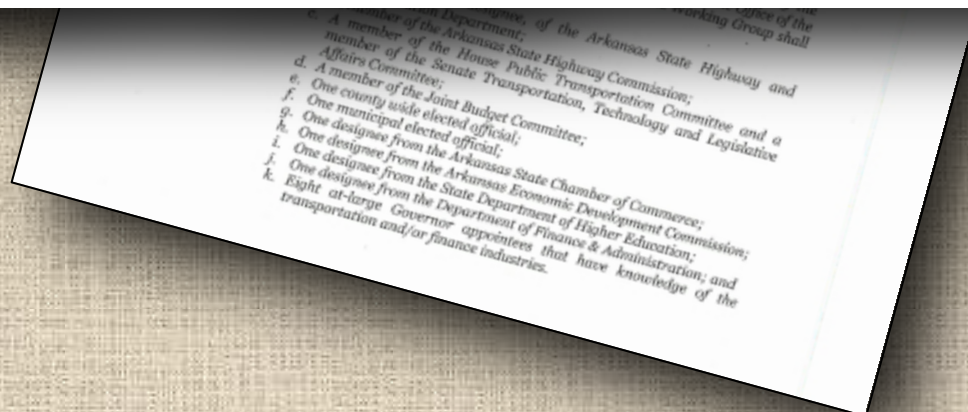 Office of the
Working Group shall
of the Arkansas State Highway and
Department;
of the Arkansas State Highway Commission;
c. A member of the House Public Transportation Committee and a
member of the Senate Transportation, Technology and Legislative
Affairs Committee;
d. A member of the Joint Budget Committee;
e. One county wide elected official;
f. One municipal elected official;
g. One designee from the Arkansas State Chamber of Commerce;
h. One designee from the Arkansas Economic Development Commission;
i. One designee from the State Department of Higher Education;
j. One designee from the Department of Finance & Administration; and
k. Eight at-large Governor appointees that have knowledge of the
transportation and/or finance industries.